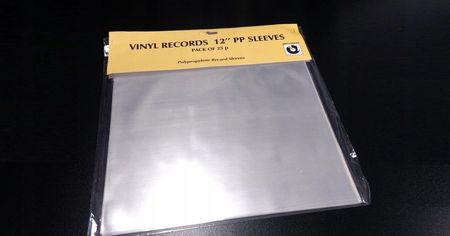 VINYL RECORDS 12" PP SLEEVES
PACK OF 25 p
Polypropylene Record Sleeves